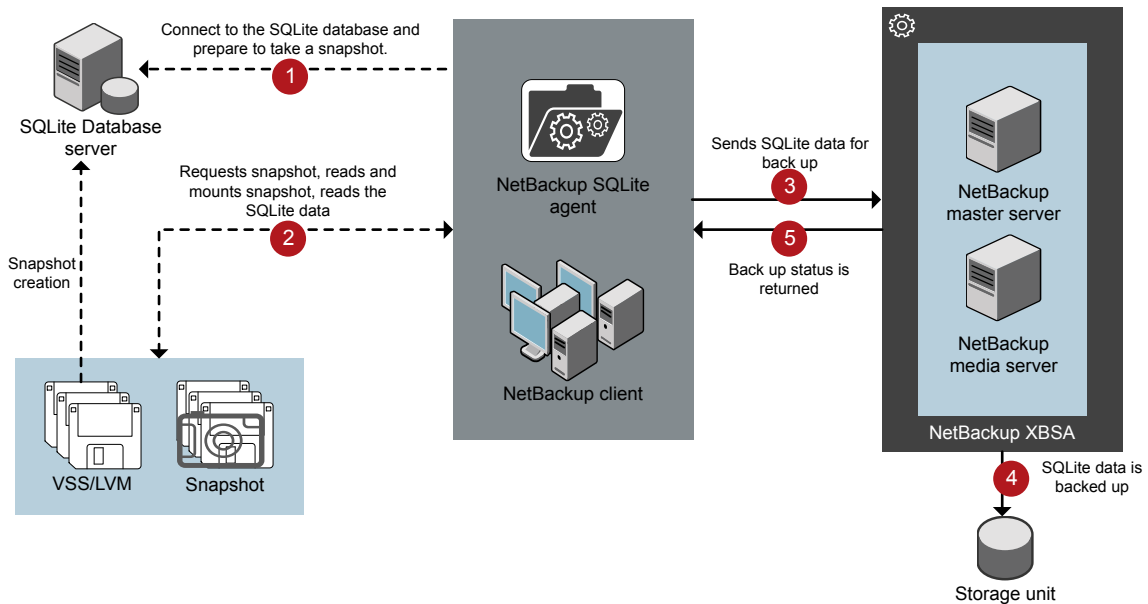 Connect to the SQLite database and
prepare to take a snapshot.
1
SQLite Database
server
Requests snapshot, reads and
mounts snapshot, reads the
SQLite data
2
Snapshot
creation
VSS/LVM
Snapshot
NetBackup SQLite
agent
NetBackup client
Sends SQLite data for
back up
3
5
Back up status is
returned
NetBackup
master server
NetBackup
media server
NetBackup XBSA
4
SQLite data is
backed up
Storage unit